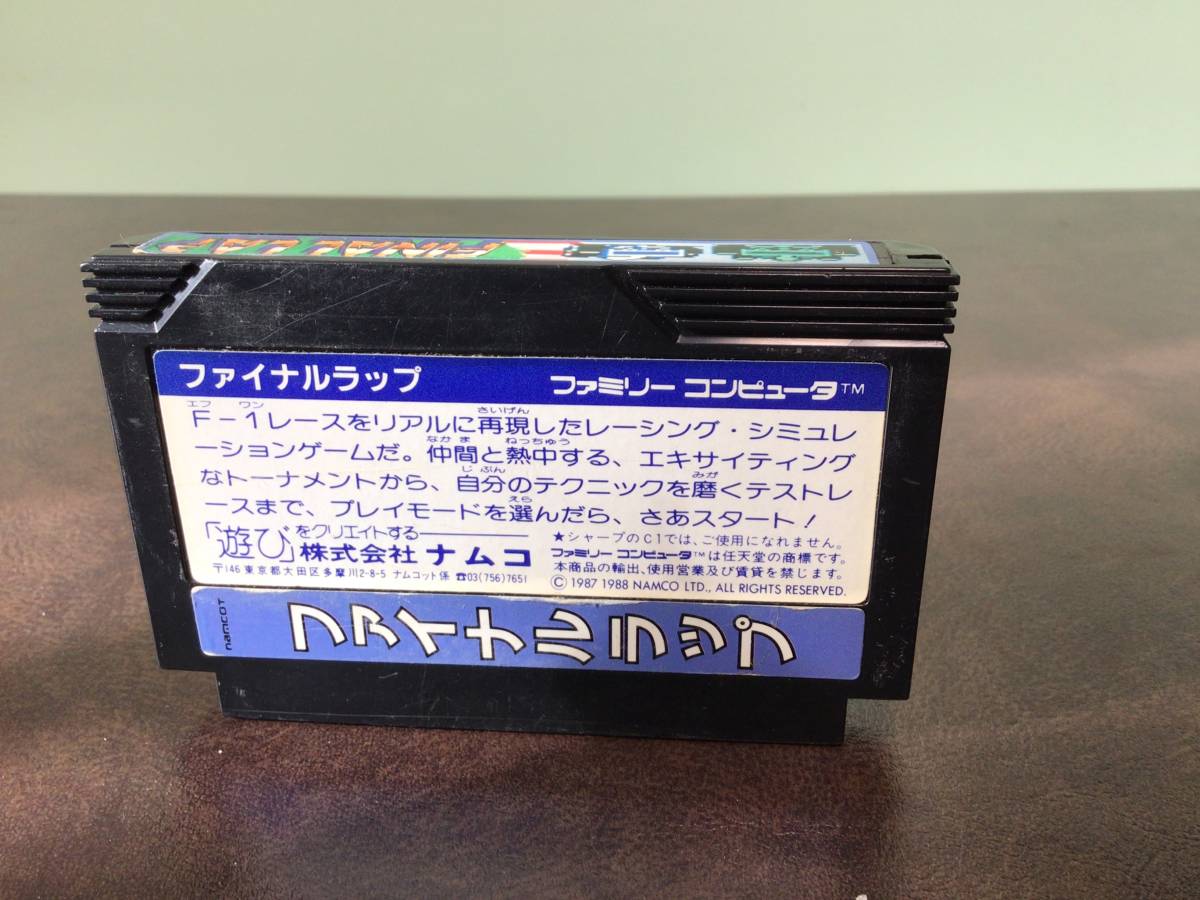 FINAL LAP
ファイナルラップ ファミリー コンピュータTM
エフ ワン さいげん
F-1レースをリアルに再現したレーシング・シミュレ
なか ま ねっちゅう
ーションゲームだ。仲間と熱中する、エキサイティング
じ ぶん みが
なトーナメントから、自分のテクニックを磨くテストレ
えら
ースまで、プレイモードを選んだら、さあスタート!
「遊び」をクリエイトする
株式会社 ナムコ
〒146 東京都大田区多摩川2-8-5 ナムコット係 ☎03(756)7651
★シャープのC1では、ご使用になれません。
ファミリー コンピュータTMは任天堂の商標です。
本商品の輸出、使用営業及び賃貸を禁じます。
©1987 1988 NAMCO LTD., ALL RIGHTS RESERVED.
namcot
ファイナルラップ